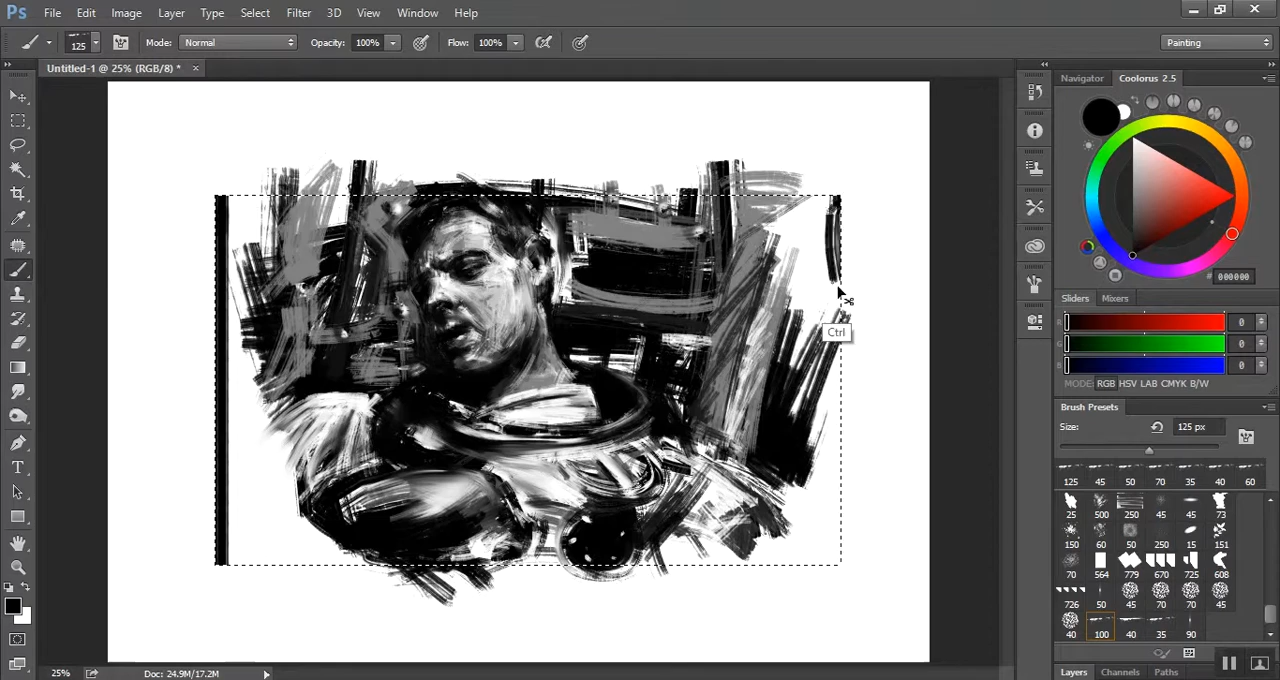 Ps File Edit Image Layer Type Select Filter 3D View Window Help
125 Mode: Normal Opacity: 100% Flow: 100% Painting
Untitled-1 @ 25% (RGB/8) *
Navigator Coolorus 2.5
# 000000
Sliders Mixers
R 0
G 0
B 0
MODE: RGB HSV LAB CMYK B/W
Ctrl
Brush Presets
Size: 125 px
125 45 50 70 35 40 60
25 500 250 45 45 73
150 60 50 250 15 151
70 564 779 670 725 608
726 50 45 70 70 45
40 100 40 35 90
T
25% Doc: 24.9M/17.2M
Layers Channels Paths